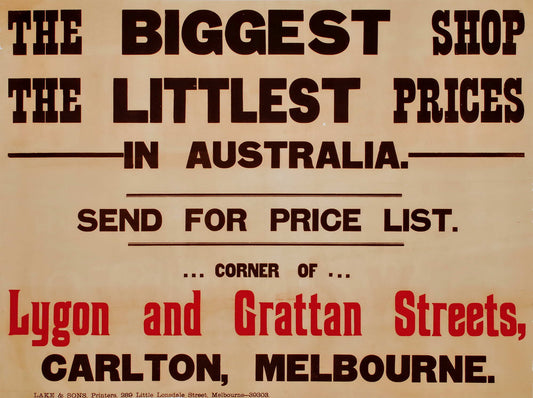 THE BIGGEST SHOP
THE LITTLEST PRICES
IN AUSTRALIA.
SEND FOR PRICE LIST.
... CORNER OF ...
Lygon and Grattan Streets,
CARLTON, MELBOURNE.
LAKE & SONS, Printers, 289 Little Lonsdale Street, Melbourne—39303.